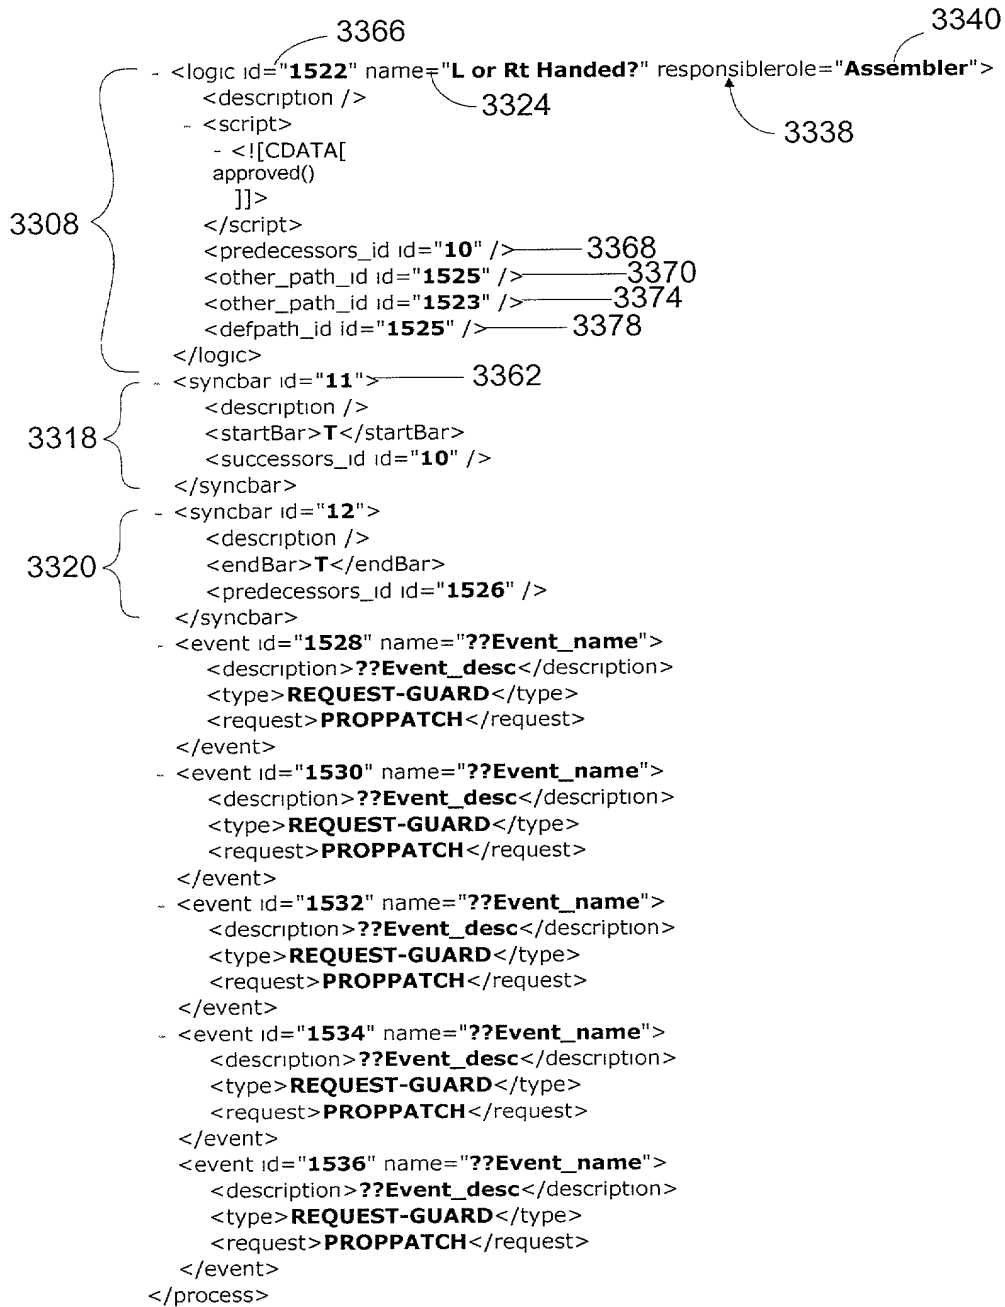 3366
3340
- <logic id="1522" name="L or Rt Handed?" responsiblerole="Assembler">
<description />
3324
- <script>
3338
- <![CDATA[
approved()
]]>
3308
</script>
<predecessors_id id="10" /> 3368
<other_path_id id="1525" /> 3370
<other_path_id id="1523" /> 3374
<defpath_id id="1525" /> 3378
</logic>
- <syncbar id="11"> 3362
<description />
3318 <startBar>T</startBar>
<successors_id id="10" />
</syncbar>
- <syncbar id="12">
<description />
3320 <endBar>T</endBar>
<predecessors_id id="1526" />
</syncbar>
- <event id="1528" name="??Event_name">
<description>??Event_desc</description>
<type>REQUEST-GUARD</type>
<request>PROPPATCH</request>
</event>
- <event id="1530" name="??Event_name">
<description>??Event_desc</description>
<type>REQUEST-GUARD</type>
<request>PROPPATCH</request>
</event>
- <event id="1532" name="??Event_name">
<description>??Event_desc</description>
<type>REQUEST-GUARD</type>
<request>PROPPATCH</request>
</event>
- <event id="1534" name="??Event_name">
<description>??Event_desc</description>
<type>REQUEST-GUARD</type>
<request>PROPPATCH</request>
</event>
<event id="1536" name="??Event_name">
<description>??Event_desc</description>
<type>REQUEST-GUARD</type>
<request>PROPPATCH</request>
</event>
</process>